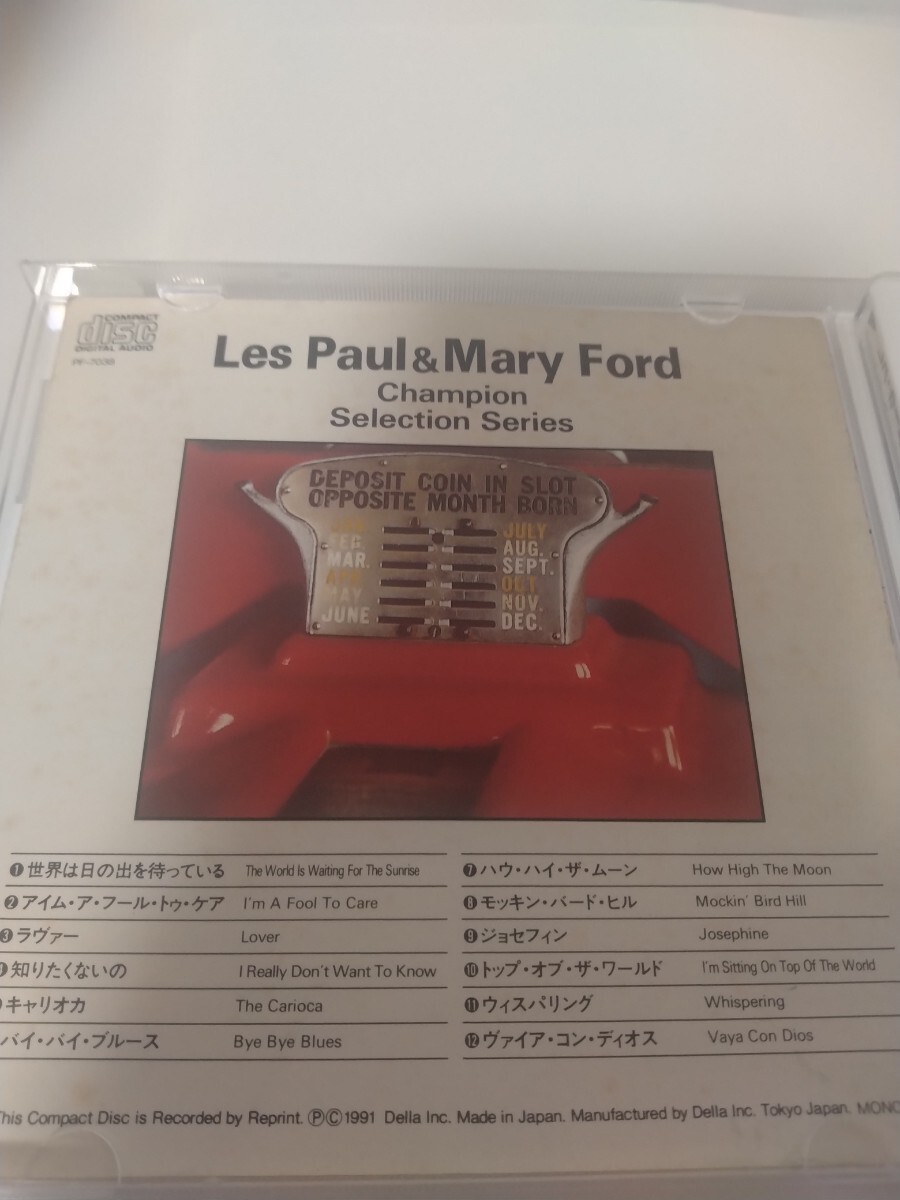 COMPACT
disc
DIGITAL AUDIO
Les Paul & Mary Ford
Champion
Selection Series
DEPOSIT COIN IN SLOT
OPPOSITE MONTH BORN
JULY
FEB. AUG.
MAR. SEPT.
OCT.
MAY NOV.
JUNE DEC.
❶ 世界は日の出を待っている The World Is Waiting For The Sunrise
❷ アイム・ア・フール・トゥ・ケア I'm A Fool To Care
❸ ラヴァー Lover
知りたくないの I Really Don't Want To Know
キャリオカ The Carioca
バイ・バイ・ブルース Bye Bye Blues
❼ ハウ・ハイ・ザ・ムーン How High The Moon
❽ モッキン・バード・ヒル Mockin' Bird Hill
❾ ジョセフィン Josephine
❿ トップ・オブ・ザ・ワールド I'm Sitting On Top Of The World
⓫ ウィスパリング Whispering
⓬ ヴァイア・コン・ディオス Vaya Con Dios
This Compact Disc is Recorded by Reprint. ⓅⒸ1991 Della Inc. Made in Japan. Manufactured by Della Inc. Tokyo Japan. MONO